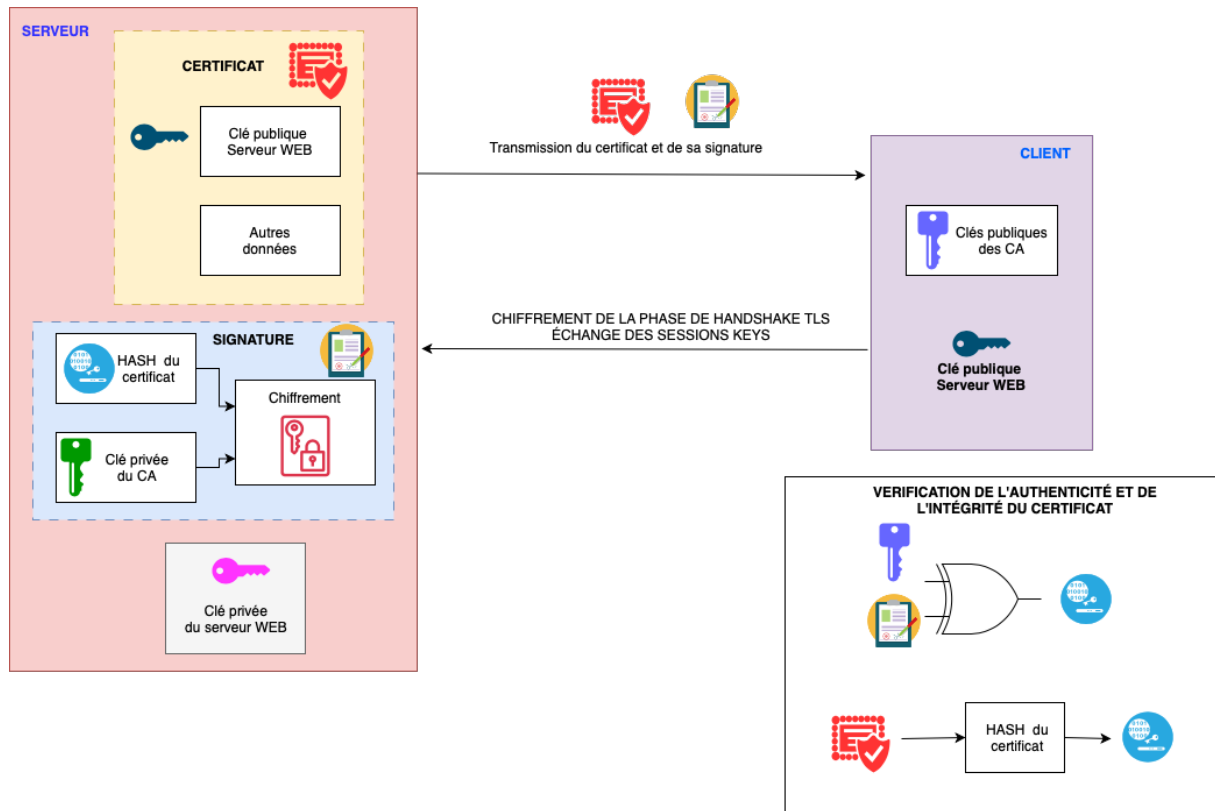 SERVEUR
CERTIFICAT
Clé publique
Serveur WEB
Autres
données
SIGNATURE
HASH du
certificat
Chiffrement
Clé privée
du CA
Clé privée
du serveur WEB
Transmission du certificat et de sa signature
CHIFFREMENT DE LA PHASE DE HANDSHAKE TLS
ÉCHANGE DES SESSIONS KEYS
CLIENT
Clés publiques
des CA
Clé publique
Serveur WEB
VERIFICATION DE L'AUTHENTICITÉ ET DE
L'INTÉGRITÉ DU CERTIFICAT
HASH du
certificat